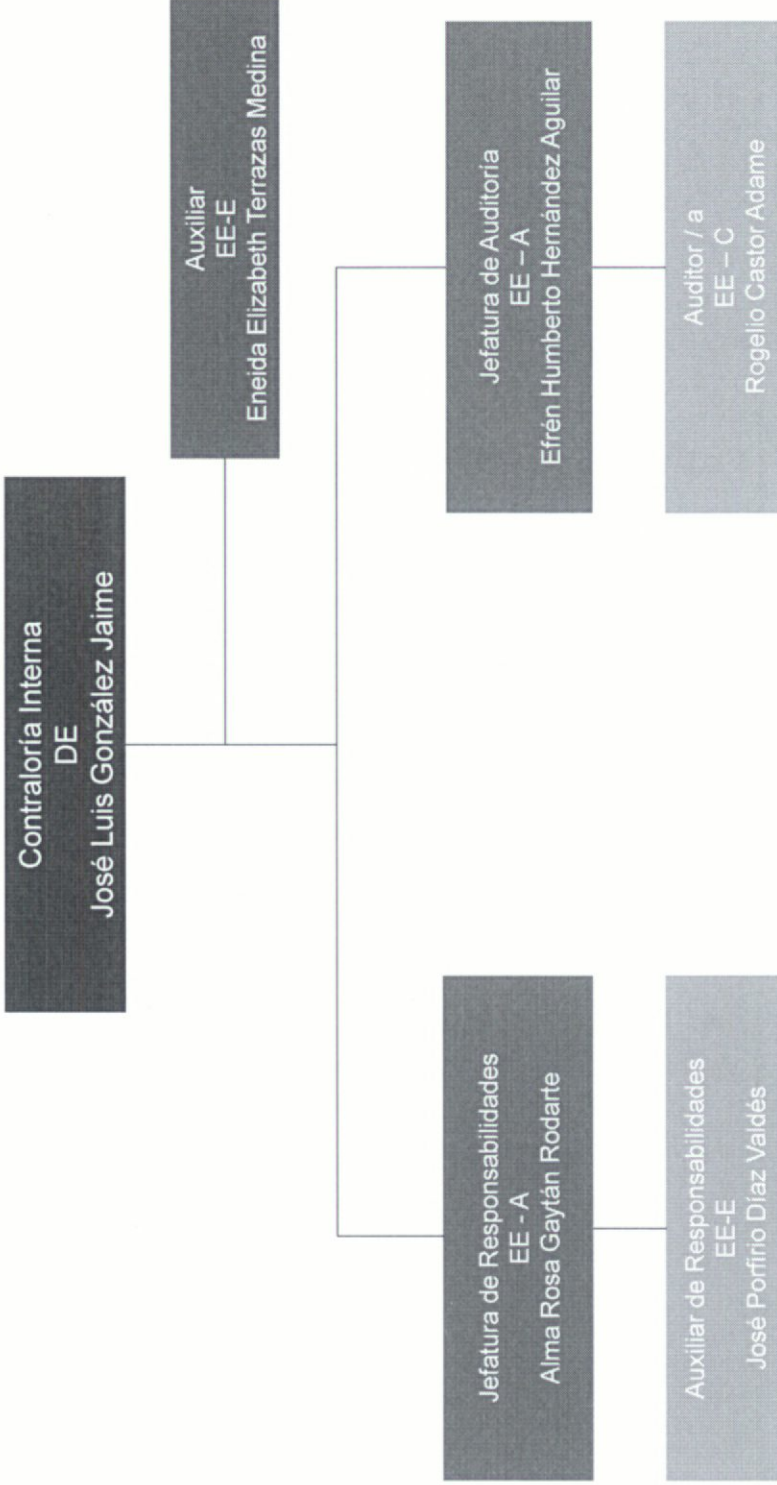 Contraloría Interna
DE
José Luis González Jaime
Auxiliar
EE-E
Eneida Elizabeth Terrazas Medina
Jefatura de Responsabilidades
EE - A
Alma Rosa Gaytán Rodarte
Jefatura de Auditoria
EE – A
Efrén Humberto Hernández Aguilar
Auxiliar de Responsabilidades
EE-E
José Porfirio Díaz Valdés
Auditor / a
EE – C
Rogelio Castor Adame